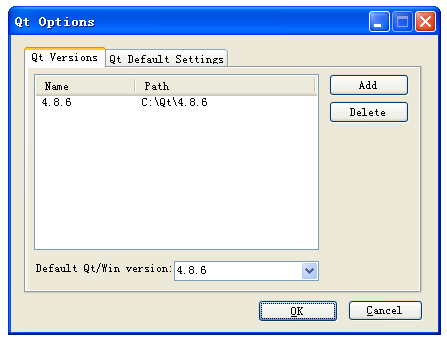 Qt Options
Qt Versions Qt Default Settings
Name Path
4.8.6 C:\Qt\4.8.6
Add
Delete
Default Qt/Win version: 4.8.6
OK Cancel